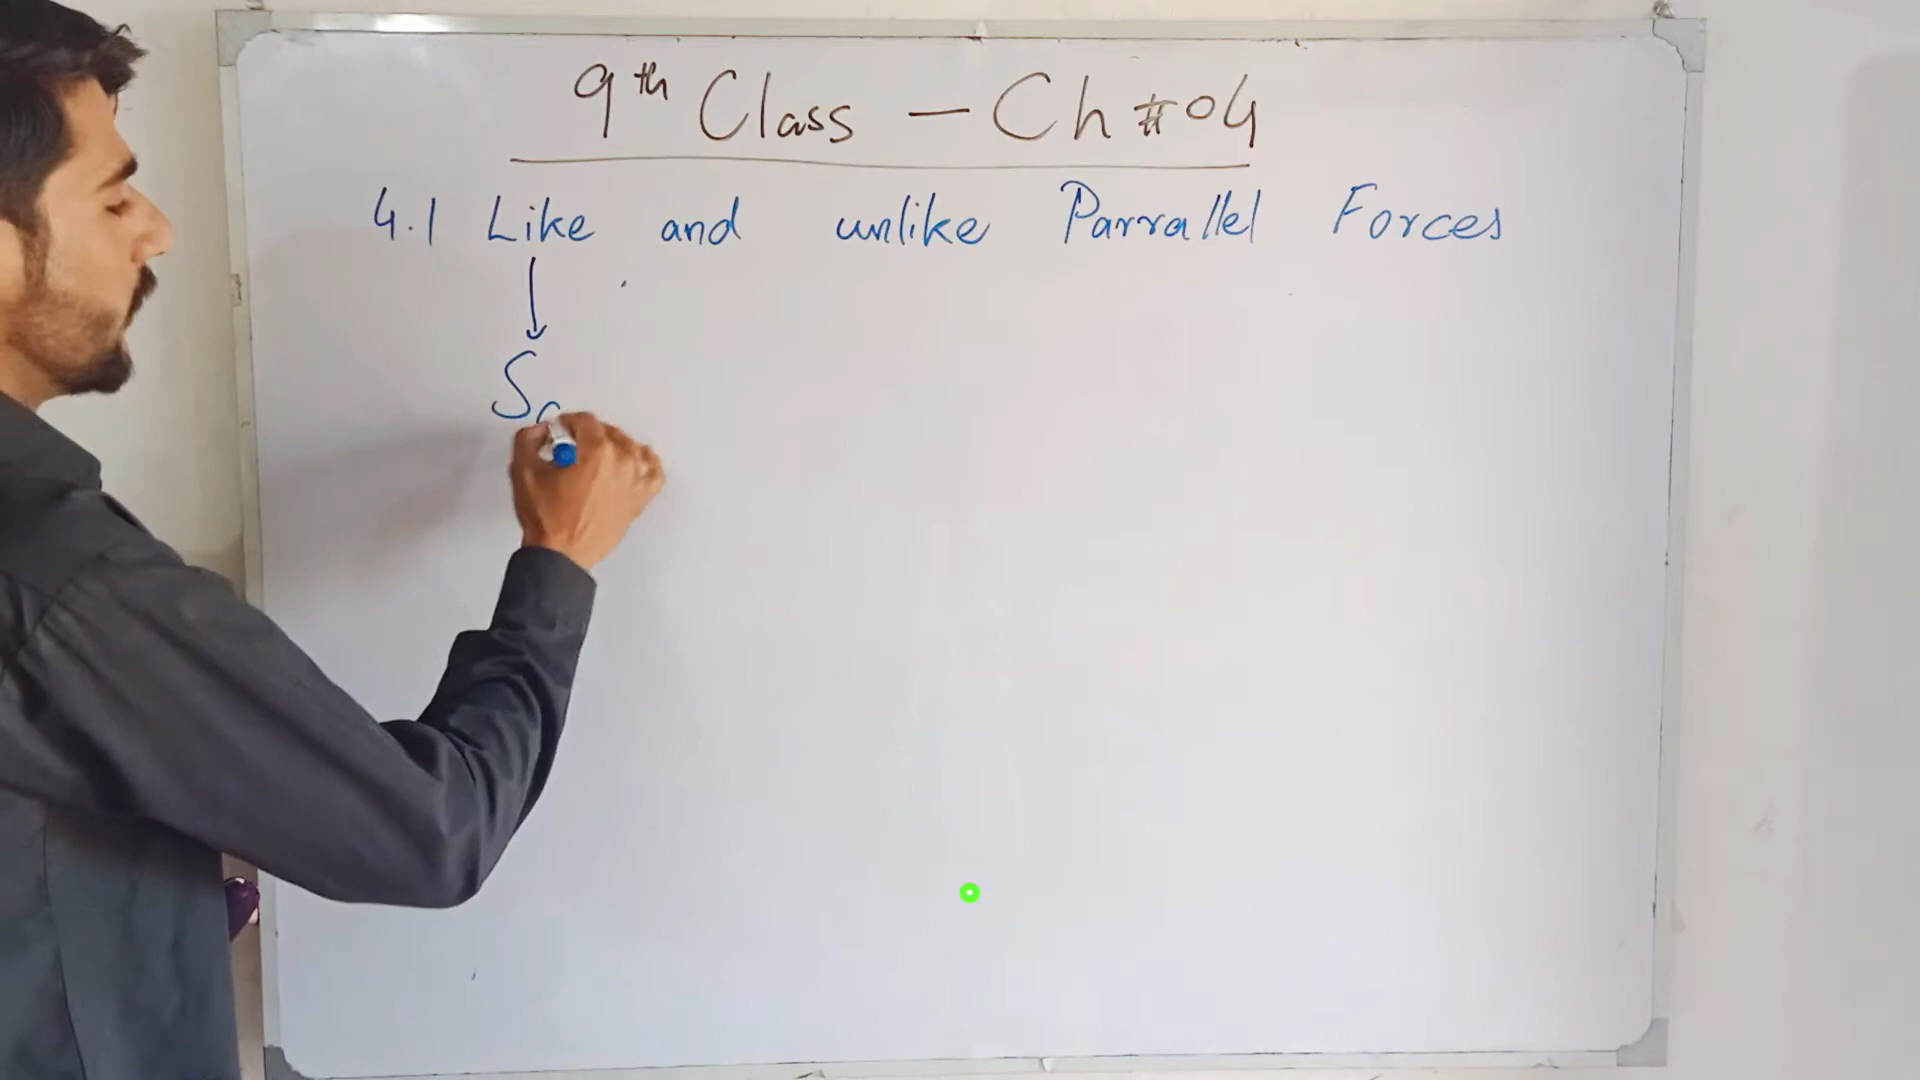 9th Class - Ch # 04
4.1 Like and unlike Parrallel Forces